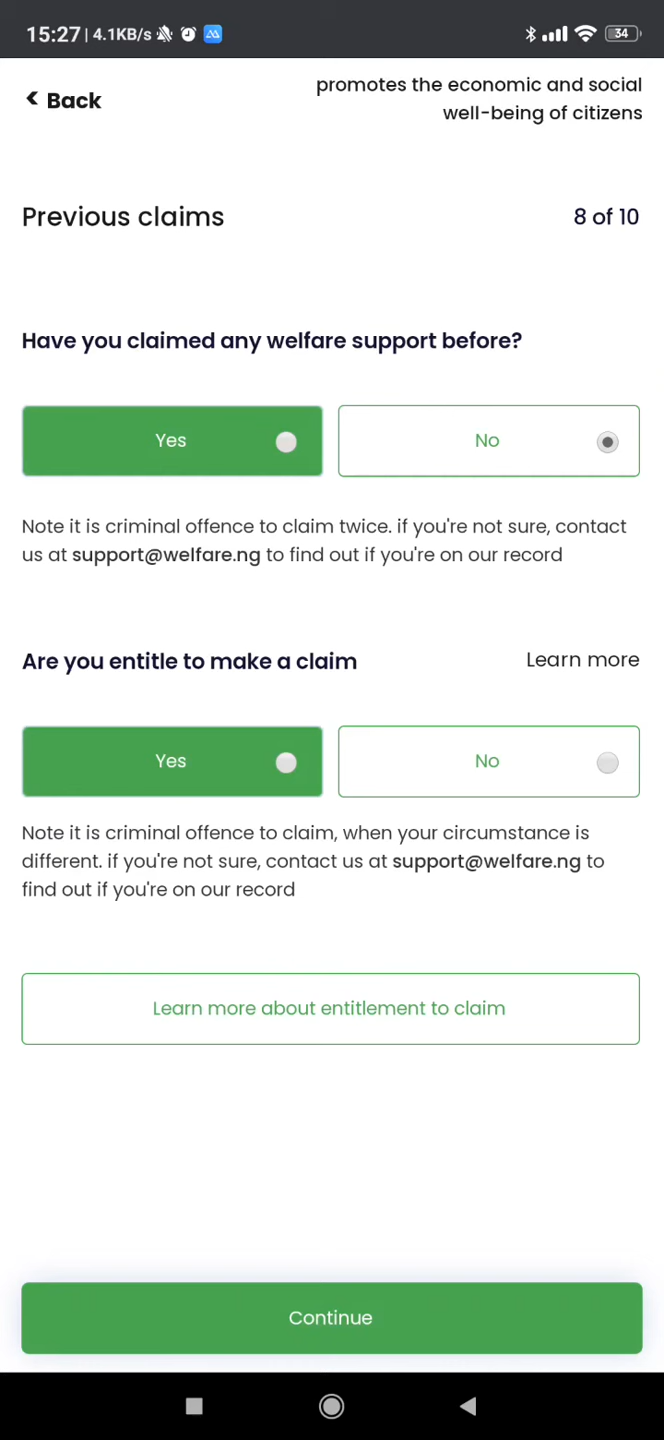 15:27 | 4.1KB/s
34
Back
promotes the economic and social
well-being of citizens
Previous claims
8 of 10
Have you claimed any welfare support before?
Yes
No
Note it is criminal offence to claim twice. if you're not sure, contact
us at support@welfare.ng to find out if you're on our record
Are you entitle to make a claim
Learn more
Yes
No
Note it is criminal offence to claim, when your circumstance is
different. if you're not sure, contact us at support@welfare.ng to
find out if you're on our record
Learn more about entitlement to claim
Continue